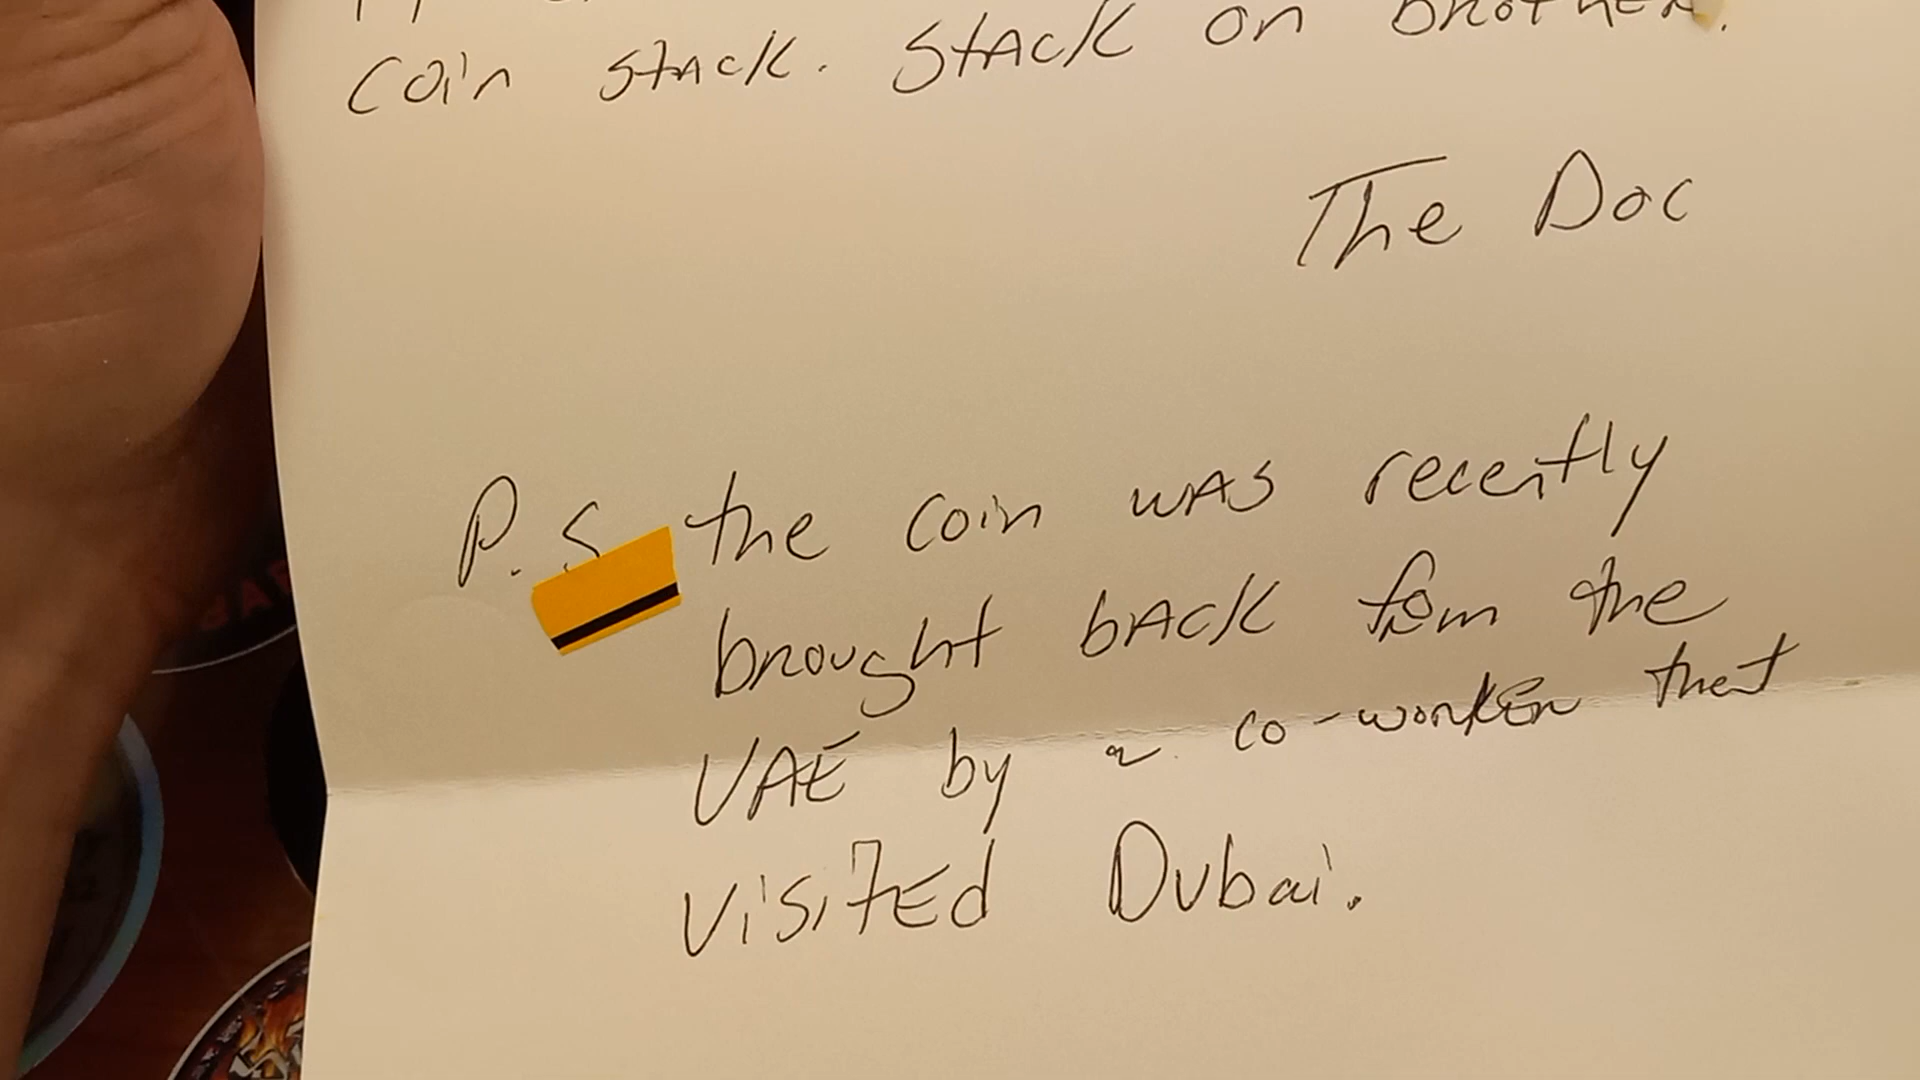 coin stack. Stack on brother.
The Doc
P.S. the coin was recently
brought back from the
UAE by a co-worker that
visited Dubai.